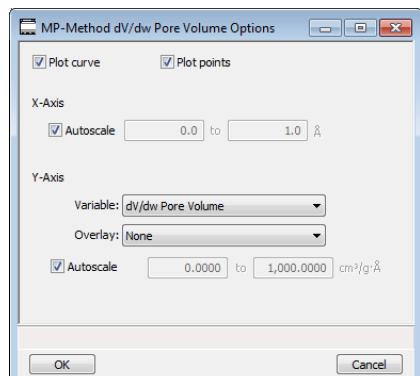 MP-Method dV/dw Pore Volume Options
Plot curve Plot points
X-Axis
Autoscale 0.0 to 1.0 Å
Y-Axis
Variable: dV/dw Pore Volume
Overlay: None
Autoscale 0.0000 to 1,000.0000 cm³/g·Å
OK Cancel